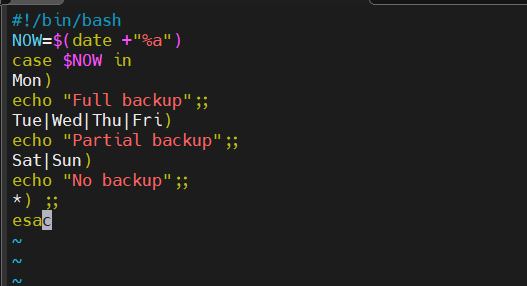 #!/bin/bash
NOW=$(date +"%a")
case $NOW in
Mon)
echo "Full backup";;
Tue|Wed|Thu|Fri)
echo "Partial backup";;
Sat|Sun)
echo "No backup";;
*) ;;
esac
~
~
~